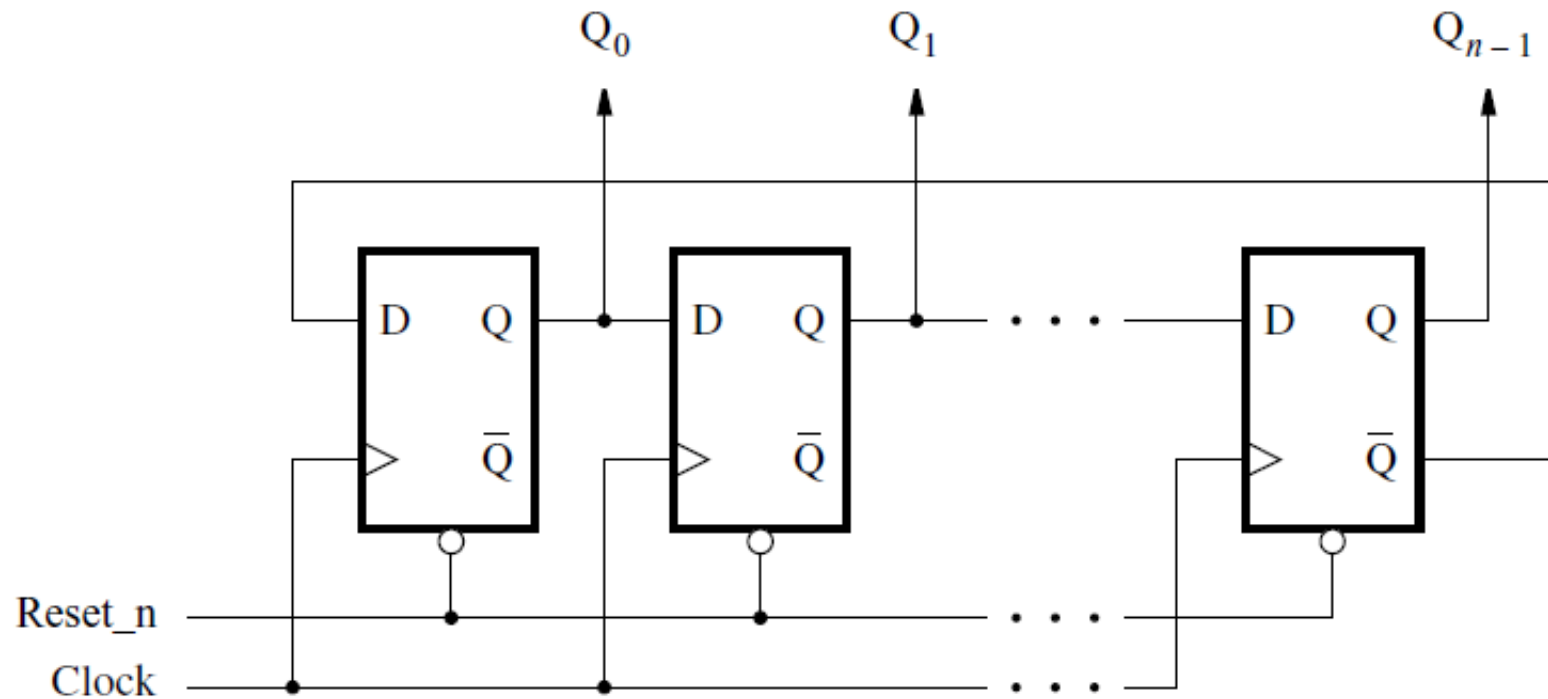 Q₀ Q₁ Qₙ₋₁
D Q D Q • • • D Q
Q̅ Q̅ Q̅
Reset_n • • •
Clock • • •